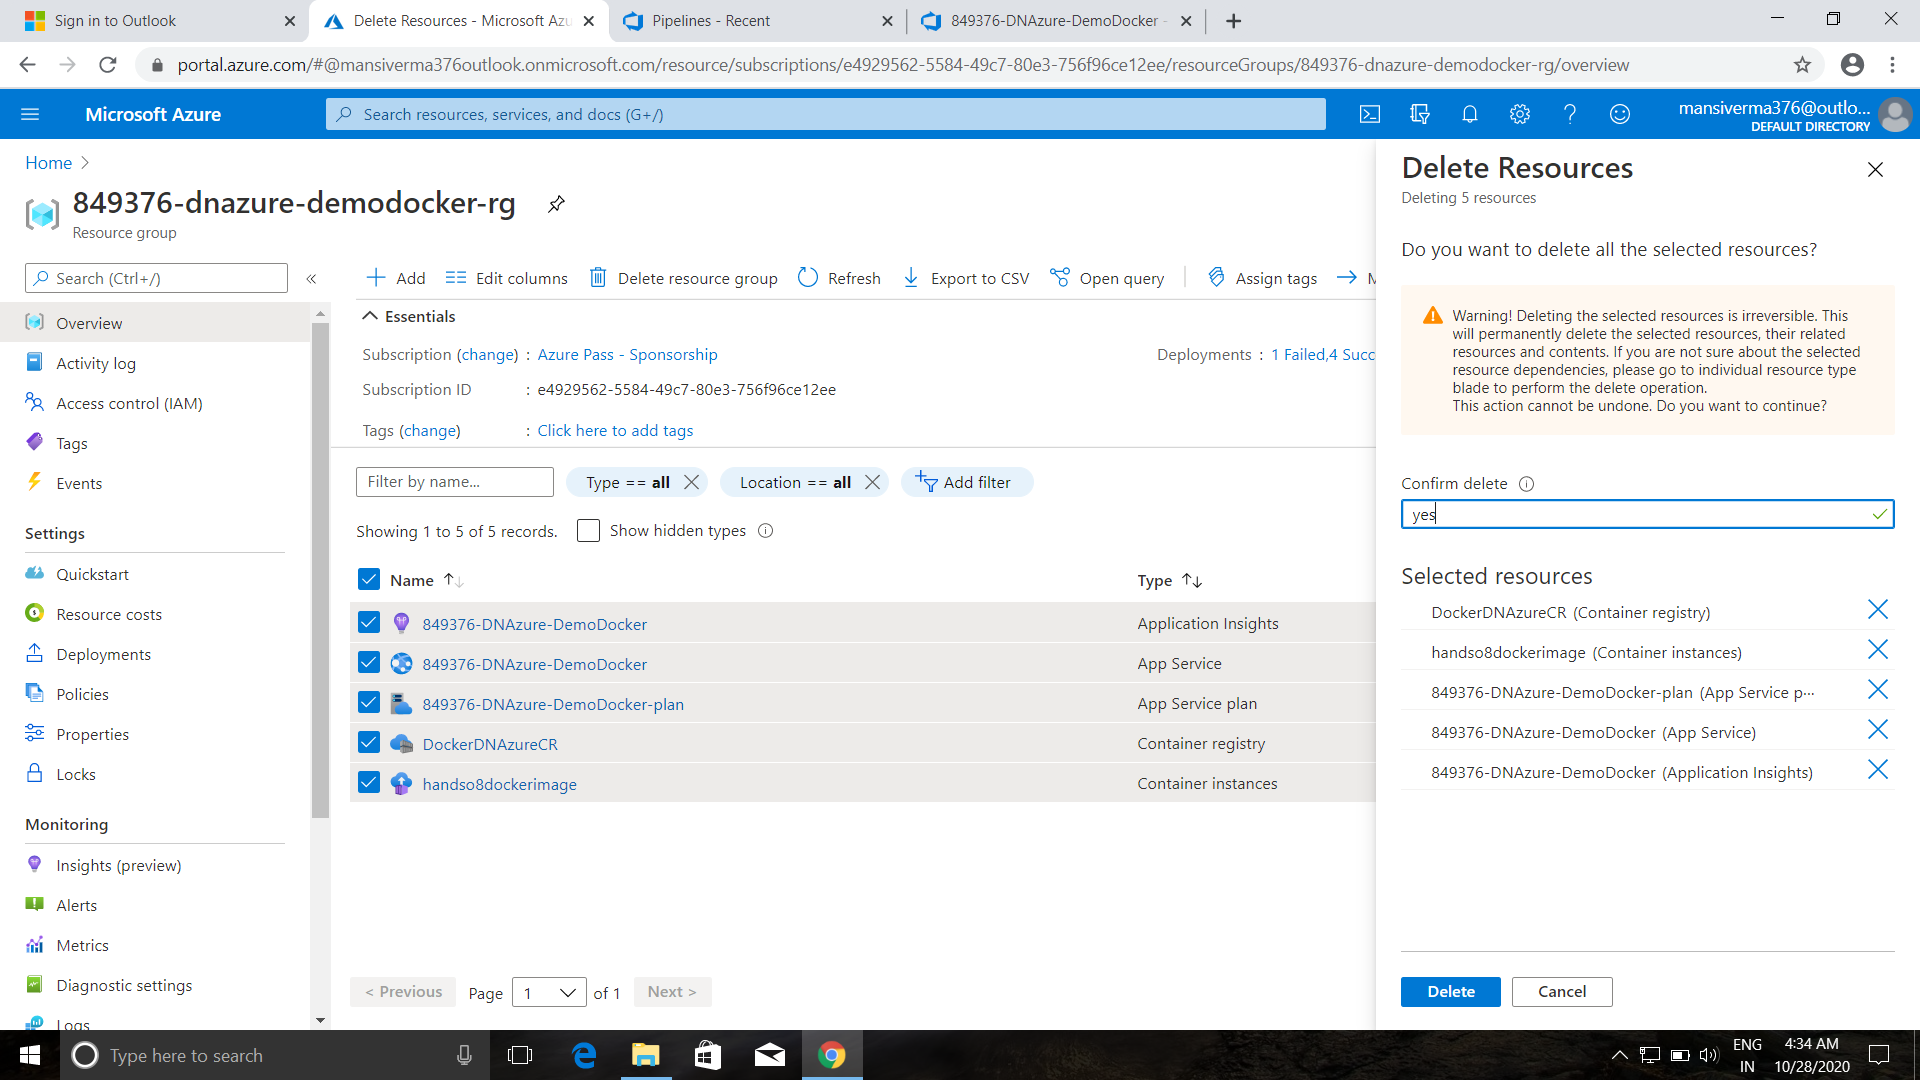 Sign in to Outlook
Delete Resources - Microsoft Azu
Pipelines - Recent
849376-DNAzure-DemoDocker -
portal.azure.com/#@mansiverma376outlook.onmicrosoft.com/resource/subscriptions/e4929562-5584-49c7-80e3-756f96ce12ee/resourceGroups/849376-dnazure-demodocker-rg/overview
Microsoft Azure
Search resources, services, and docs (G+/)
mansiverma376@outlo...
DEFAULT DIRECTORY
Home
849376-dnazure-demodocker-rg
Resource group
Search (Ctrl+/)
Overview
Activity log
Access control (IAM)
Tags
Events
Settings
Quickstart
Resource costs
Deployments
Policies
Properties
Locks
Monitoring
Insights (preview)
Alerts
Metrics
Diagnostic settings
Logs
Add
Edit columns
Delete resource group
Refresh
Export to CSV
Open query
Assign tags
M
Essentials
Subscription (change) : Azure Pass - Sponsorship
Deployments : 1 Failed,4 Succ
Subscription ID : e4929562-5584-49c7-80e3-756f96ce12ee
Tags (change) : Click here to add tags
Filter by name...
Type == all
Location == all
Add filter
Showing 1 to 5 of 5 records.
Show hidden types
Name
Type
849376-DNAzure-DemoDocker Application Insights
849376-DNAzure-DemoDocker App Service
849376-DNAzure-DemoDocker-plan App Service plan
DockerDNAzureCR Container registry
handso8dockerimage Container instances
< Previous
Page 1 of 1
Next >
Delete Resources
Deleting 5 resources
Do you want to delete all the selected resources?
Warning! Deleting the selected resources is irreversible. This
will permanently delete the selected resources, their related
resources and contents. If you are not sure about the selected
resource dependencies, please go to individual resource type
blade to perform the delete operation.
This action cannot be undone. Do you want to continue?
Confirm delete
yes
Selected resources
DockerDNAzureCR (Container registry)
handso8dockerimage (Container instances)
849376-DNAzure-DemoDocker-plan (App Service p...
849376-DNAzure-DemoDocker (App Service)
849376-DNAzure-DemoDocker (Application Insights)
Delete
Cancel
Type here to search
ENG
IN
4:34 AM
10/28/2020